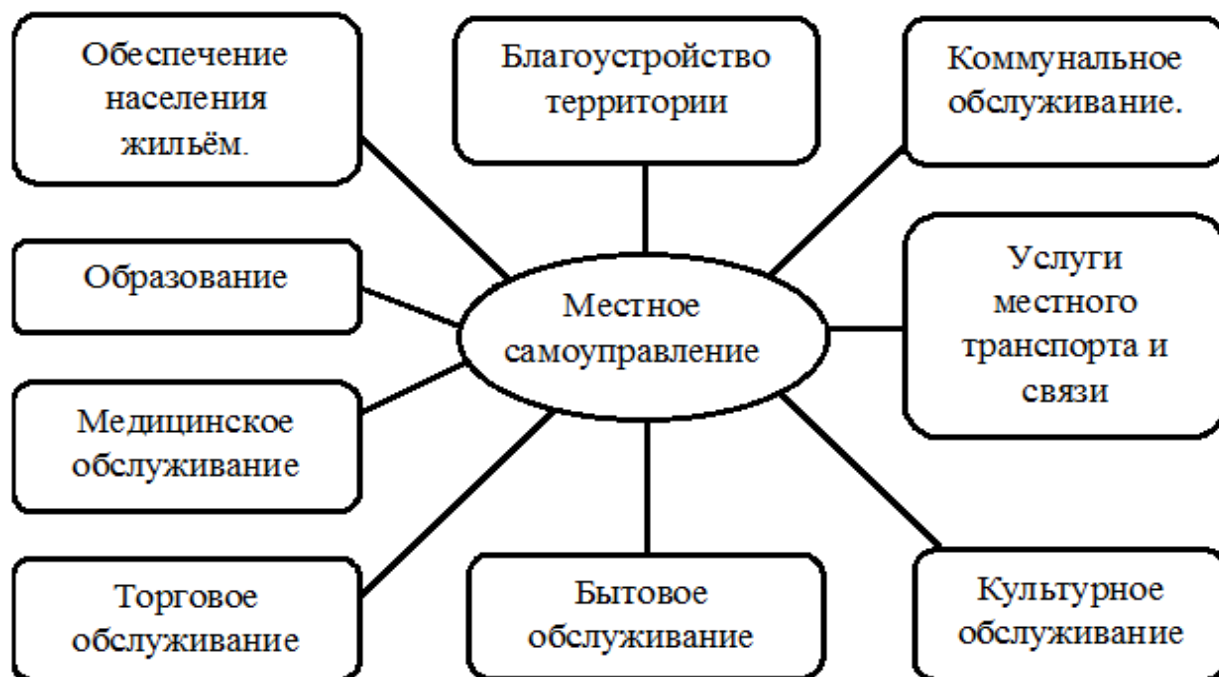 Обеспечение
населения
жильём.
Благоустройство
территории
Коммунальное
обслуживание.
Образование
Местное
самоуправление
Услуги
местного
транспорта и
связи
Медицинское
обслуживание
Торговое
обслуживание
Бытовое
обслуживание
Культурное
обслуживание